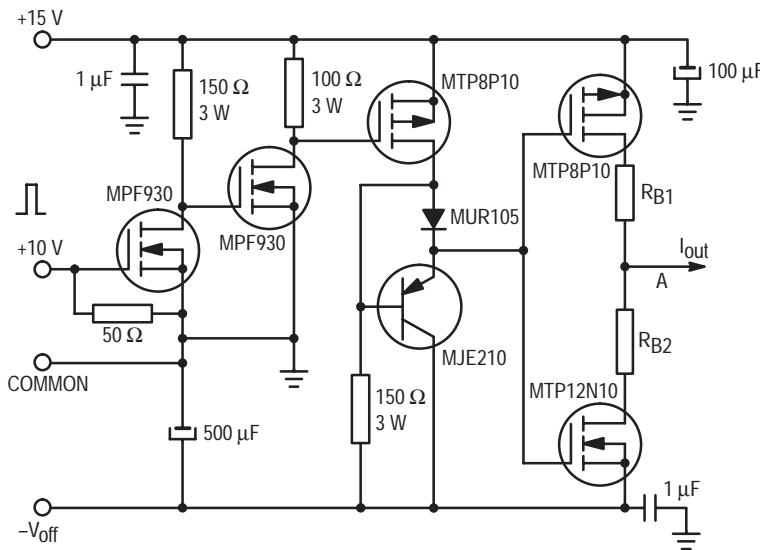 +15 V
1 μF
150 Ω
3 W
100 Ω
3 W
MTP8P10
100 μF
MPF930
MPF930
MTP8P10
RB1
MUR105
+10 V
Iout
A
50 Ω
MJE210
RB2
COMMON
MTP12N10
150 Ω
3 W
500 μF
1 μF
–Voff